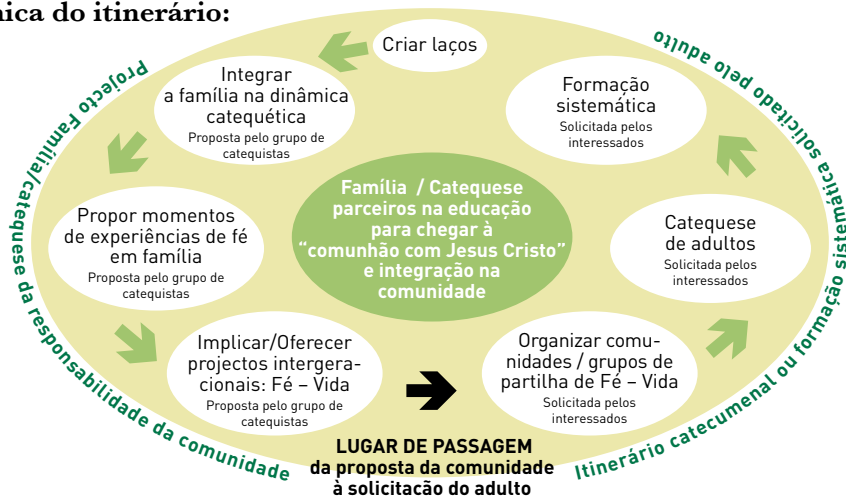 nica do itinerário:
Criar laços
Integrar
a família na dinâmica
catequética
Proposta pelo grupo de
catequistas
Propor momentos
de experiências de fé
em família
Proposta pelo grupo de
catequistas
Implicar/Oferecer
projectos intergera-
cionais: Fé – Vida
Proposta pelo grupo de
catequistas
LUGAR DE PASSAGEM
da proposta da comunidade
à solicitação do adulto
Organizar comu-
nidades / grupos de
partilha de Fé – Vida
Solicitada pelos
interessados
Catequese
de adultos
Solicitada pelos
interessados
Formação
sistemática
Solicitada pelos
interessados
Família / Catequese
parceiros na educação
para chegar à
“comunhão com Jesus Cristo”
e integração na
comunidade
Projecto Família/catequese da responsabilidade da comunidade
Itinerário catecumenal ou formação sistemática solicitado pelo adulto